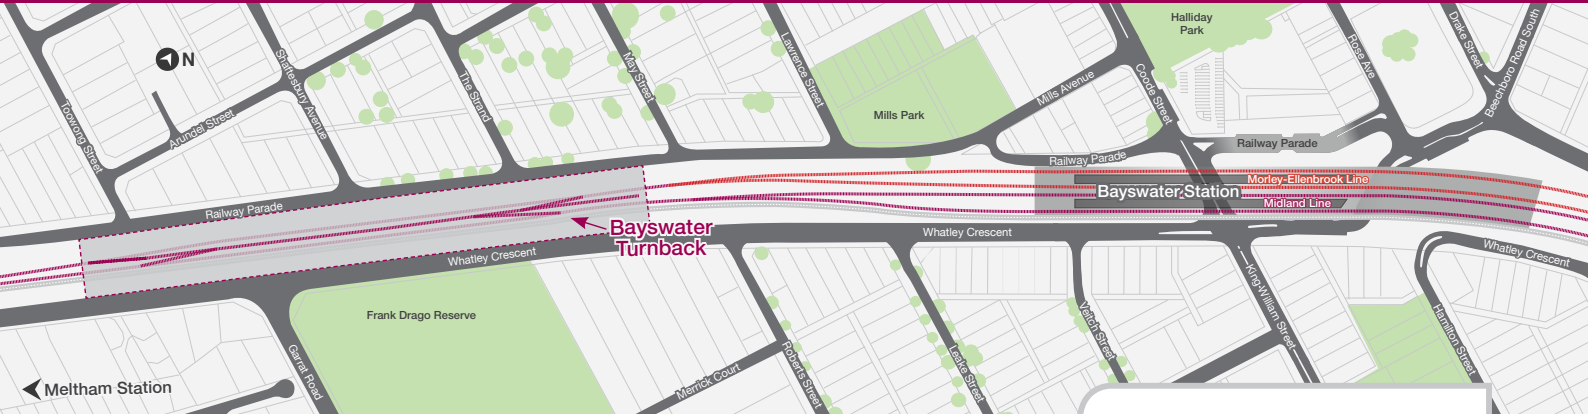 N
Toowong Street
Arundel Street
Shaftesbury Avenue
The Strand
May Street
Lawrence Street
Mills Park
Mills Avenue
Coode Street
Halliday
Park
Rose Ave
Drake Street
Beechboro Road South
Railway Parade
Railway Parade
Railway Parade
Morley-Ellenbrook Line
Bayswater Station
Midland Line
Bayswater
Turnback
Whatley Crescent
Whatley Crescent
Whatley Crescent
Frank Drago Reserve
Garrat Road
Meltham Station
Merrick Court
Roberts Street
Leake Street
Veitch Street
King William Street
Hamilton Street